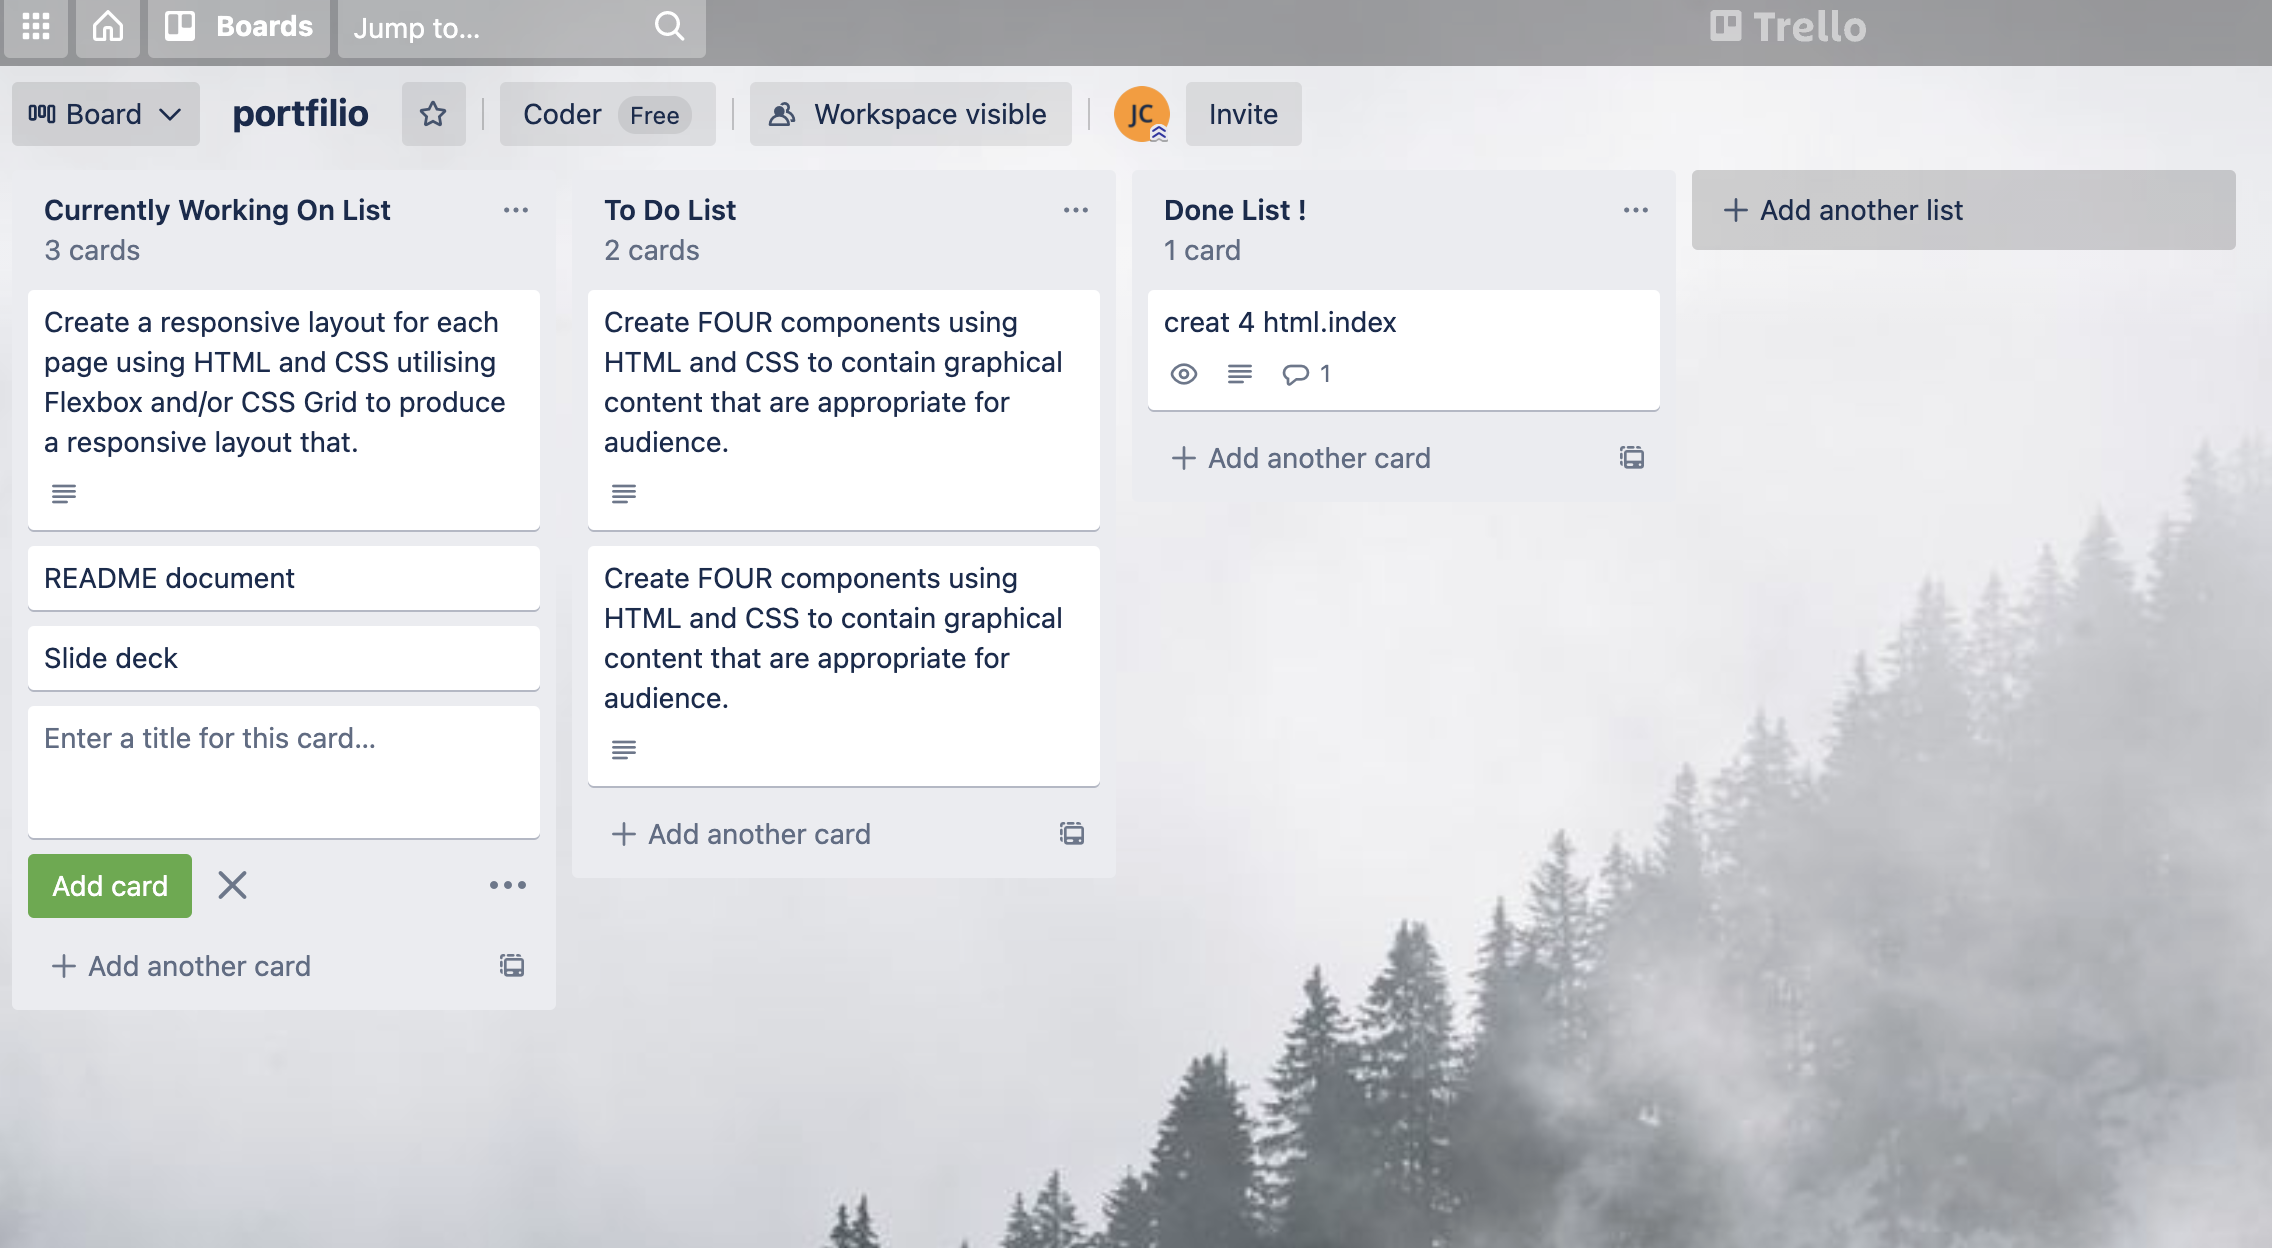 Boards
Jump to...
Trello
Board
portfilio
Coder Free
Workspace visible
JC
Invite
Currently Working On List
3 cards
Create a responsive layout for each
page using HTML and CSS utilising
Flexbox and/or CSS Grid to produce
a responsive layout that.
README document
Slide deck
Enter a title for this card...
Add card
+ Add another card
To Do List
2 cards
Create FOUR components using
HTML and CSS to contain graphical
content that are appropriate for
audience.
Create FOUR components using
HTML and CSS to contain graphical
content that are appropriate for
audience.
+ Add another card
Done List !
1 card
creat 4 html.index
1
+ Add another card
+ Add another list